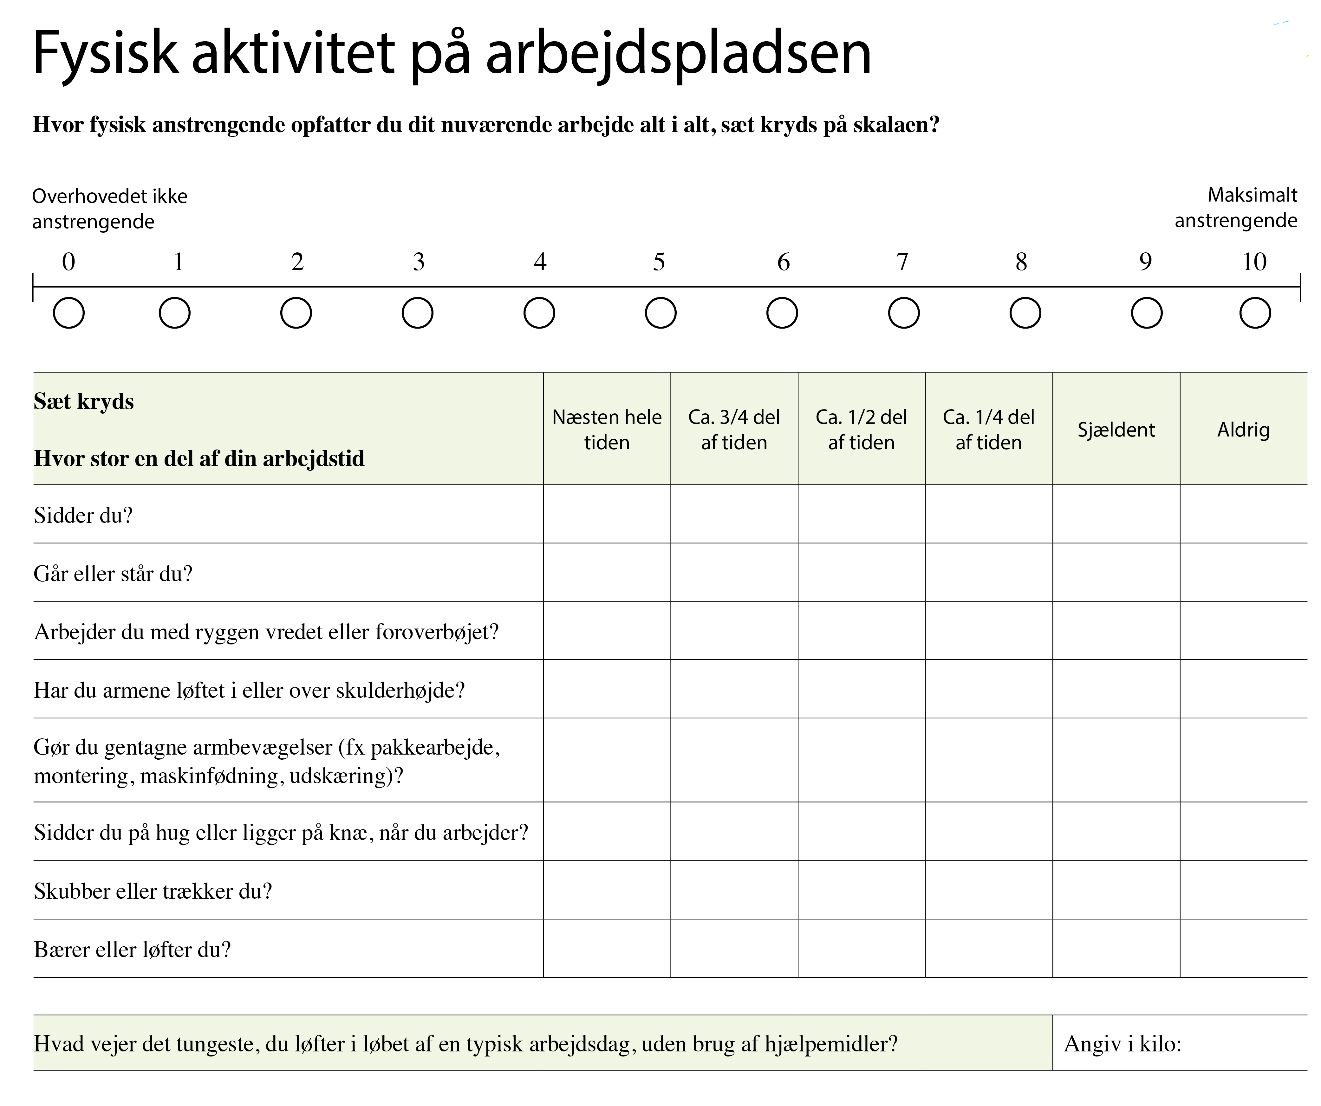 Fysisk aktivitet på arbejdspladsen
Hvor fysisk anstrengende opfatter du dit nuværende arbejde alt i alt, sæt kryds på skalaen?
Overhovedet ikke
anstrengende
Maksimalt
anstrengende
0 1 2 3 4 5 6 7 8 9 10
Sæt kryds
Hvor stor en del af din arbejdstid
Næsten hele
tiden
Ca. 3/4 del
af tiden
Ca. 1/2 del
af tiden
Ca. 1/4 del
af tiden
Sjældent
Aldrig
Sidder du?
Går eller står du?
Arbejder du med ryggen vredet eller foroverbøjet?
Har du armene løftet i eller over skulderhøjde?
Gør du gentagne armbevægelser (fx pakkearbejde,
montering, maskinfødning, udskæring)?
Sidder du på hug eller ligger på knæ, når du arbejder?
Skubber eller trækker du?
Bærer eller løfter du?
Hvad vejer det tungeste, du løfter i løbet af en typisk arbejdsdag, uden brug af hjælpemidler?
Angiv i kilo: